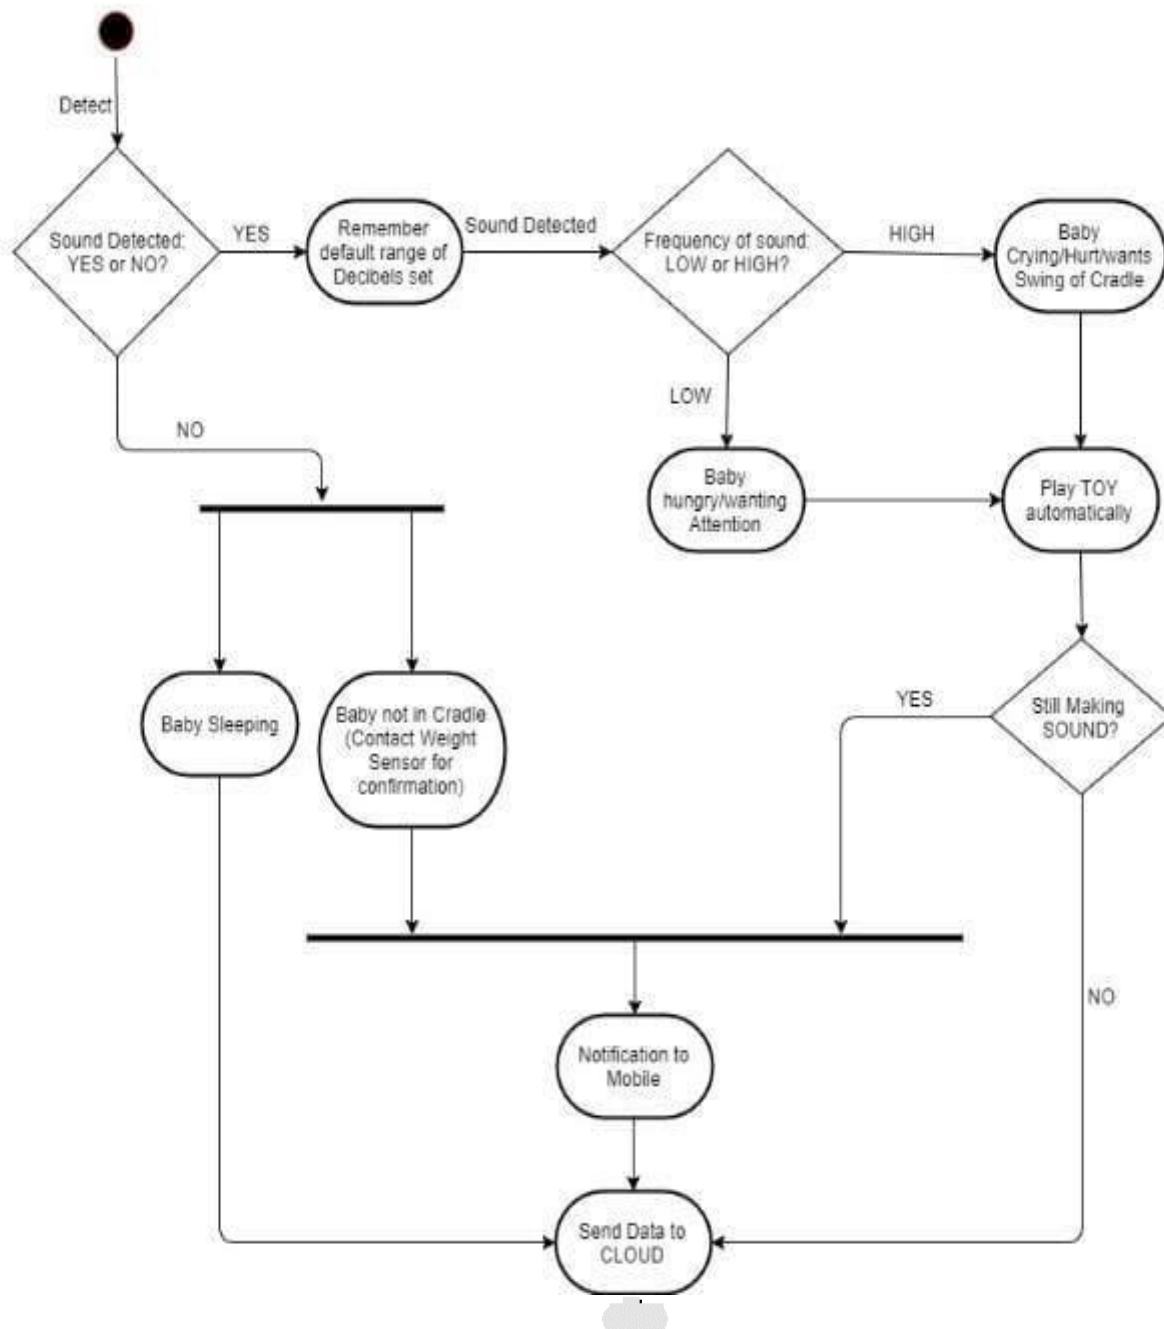 Detect
Sound Detected:
YES or NO?
YES
Remember
default range of
Decibels set
Sound Detected
Frequency of sound:
LOW or HIGH?
HIGH
Baby
Crying/Hurt/wants
Swing of Cradle
LOW
NO
Baby
hungry/wanting
Attention
Play TOY
automatically
Baby Sleeping
Baby not in Cradle
(Contact Weight
Sensor for
confirmation)
YES
Still Making
SOUND?
NO
Notification to
Mobile
Send Data to
CLOUD